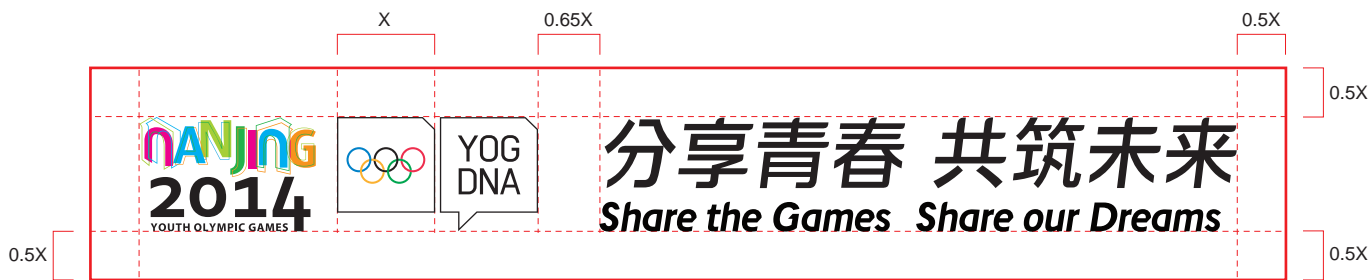 X
0.65X
0.5X
0.5X
NANJING
2014
YOUTH OLYMPIC GAMES
YOG
DNA
分享青春 共筑未来
Share the Games Share our Dreams
0.5X
0.5X